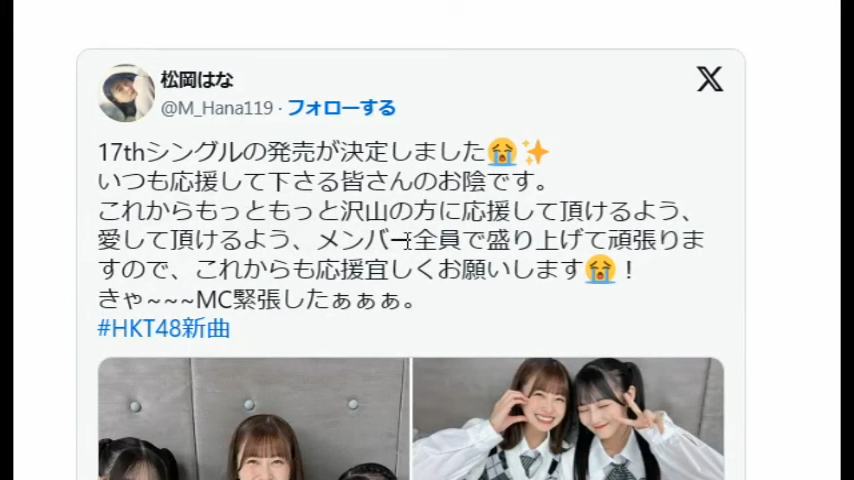 松岡はな
@M_Hana119 · フォローする
17thシングルの発売が決定しました😭✨
いつも応援して下さる皆さんのお陰です。
これからもっともっと沢山の方に応援して頂けるよう、
愛して頂けるよう、メンバー全員で盛り上げて頑張りま
すので、これからも応援宜しくお願いします😭！
きゃ~~~MC緊張したぁぁぁ。
#HKT48新曲